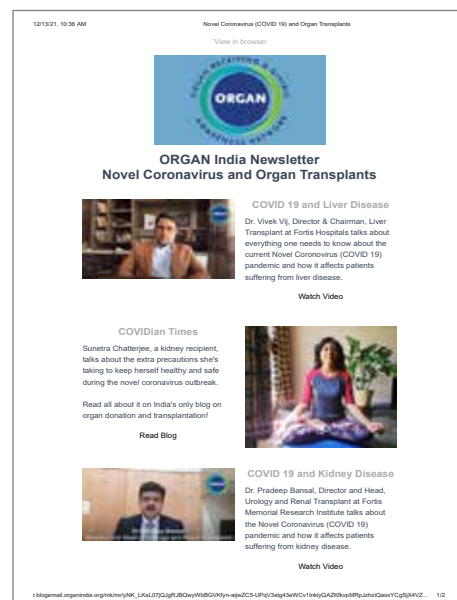 12/13/21, 10:36 AM
Novel Coronavirus (COVID 19) and Organ Transplants
View in browser
ORGAN RECEIVING & GIVING
ORGAN
AWARENESS NETWORK
ORGAN India Newsletter
Novel Coronavirus and Organ Transplants
COVID 19 and Liver Disease
Dr. Vivek Vij, Director & Chairman, Liver
Transplant at Fortis Hospitals talks about
everything one needs to know about the
current Novel Coronovirus (COVID 19)
pandemic and how it affects patients
suffering from liver disease.
Watch Video
COVIDian Times
Sunetra Chatterjee, a kidney recipient,
talks about the extra precautions she's
taking to keep herself healthy and safe
during the novel coronavirus outbreak.
Read all about it on India's only blog on
organ donation and transplantation!
Read Blog
COVID 19 and Kidney Disease
Dr. Pradeep Bansal, Director and Head,
Urology and Renal Transplant at Fortis
Memorial Research Institute talks about
the Novel Coronavirus (COVID 19)
pandemic and how it affects patients
suffering from kidney disease.
Watch Video
1/2